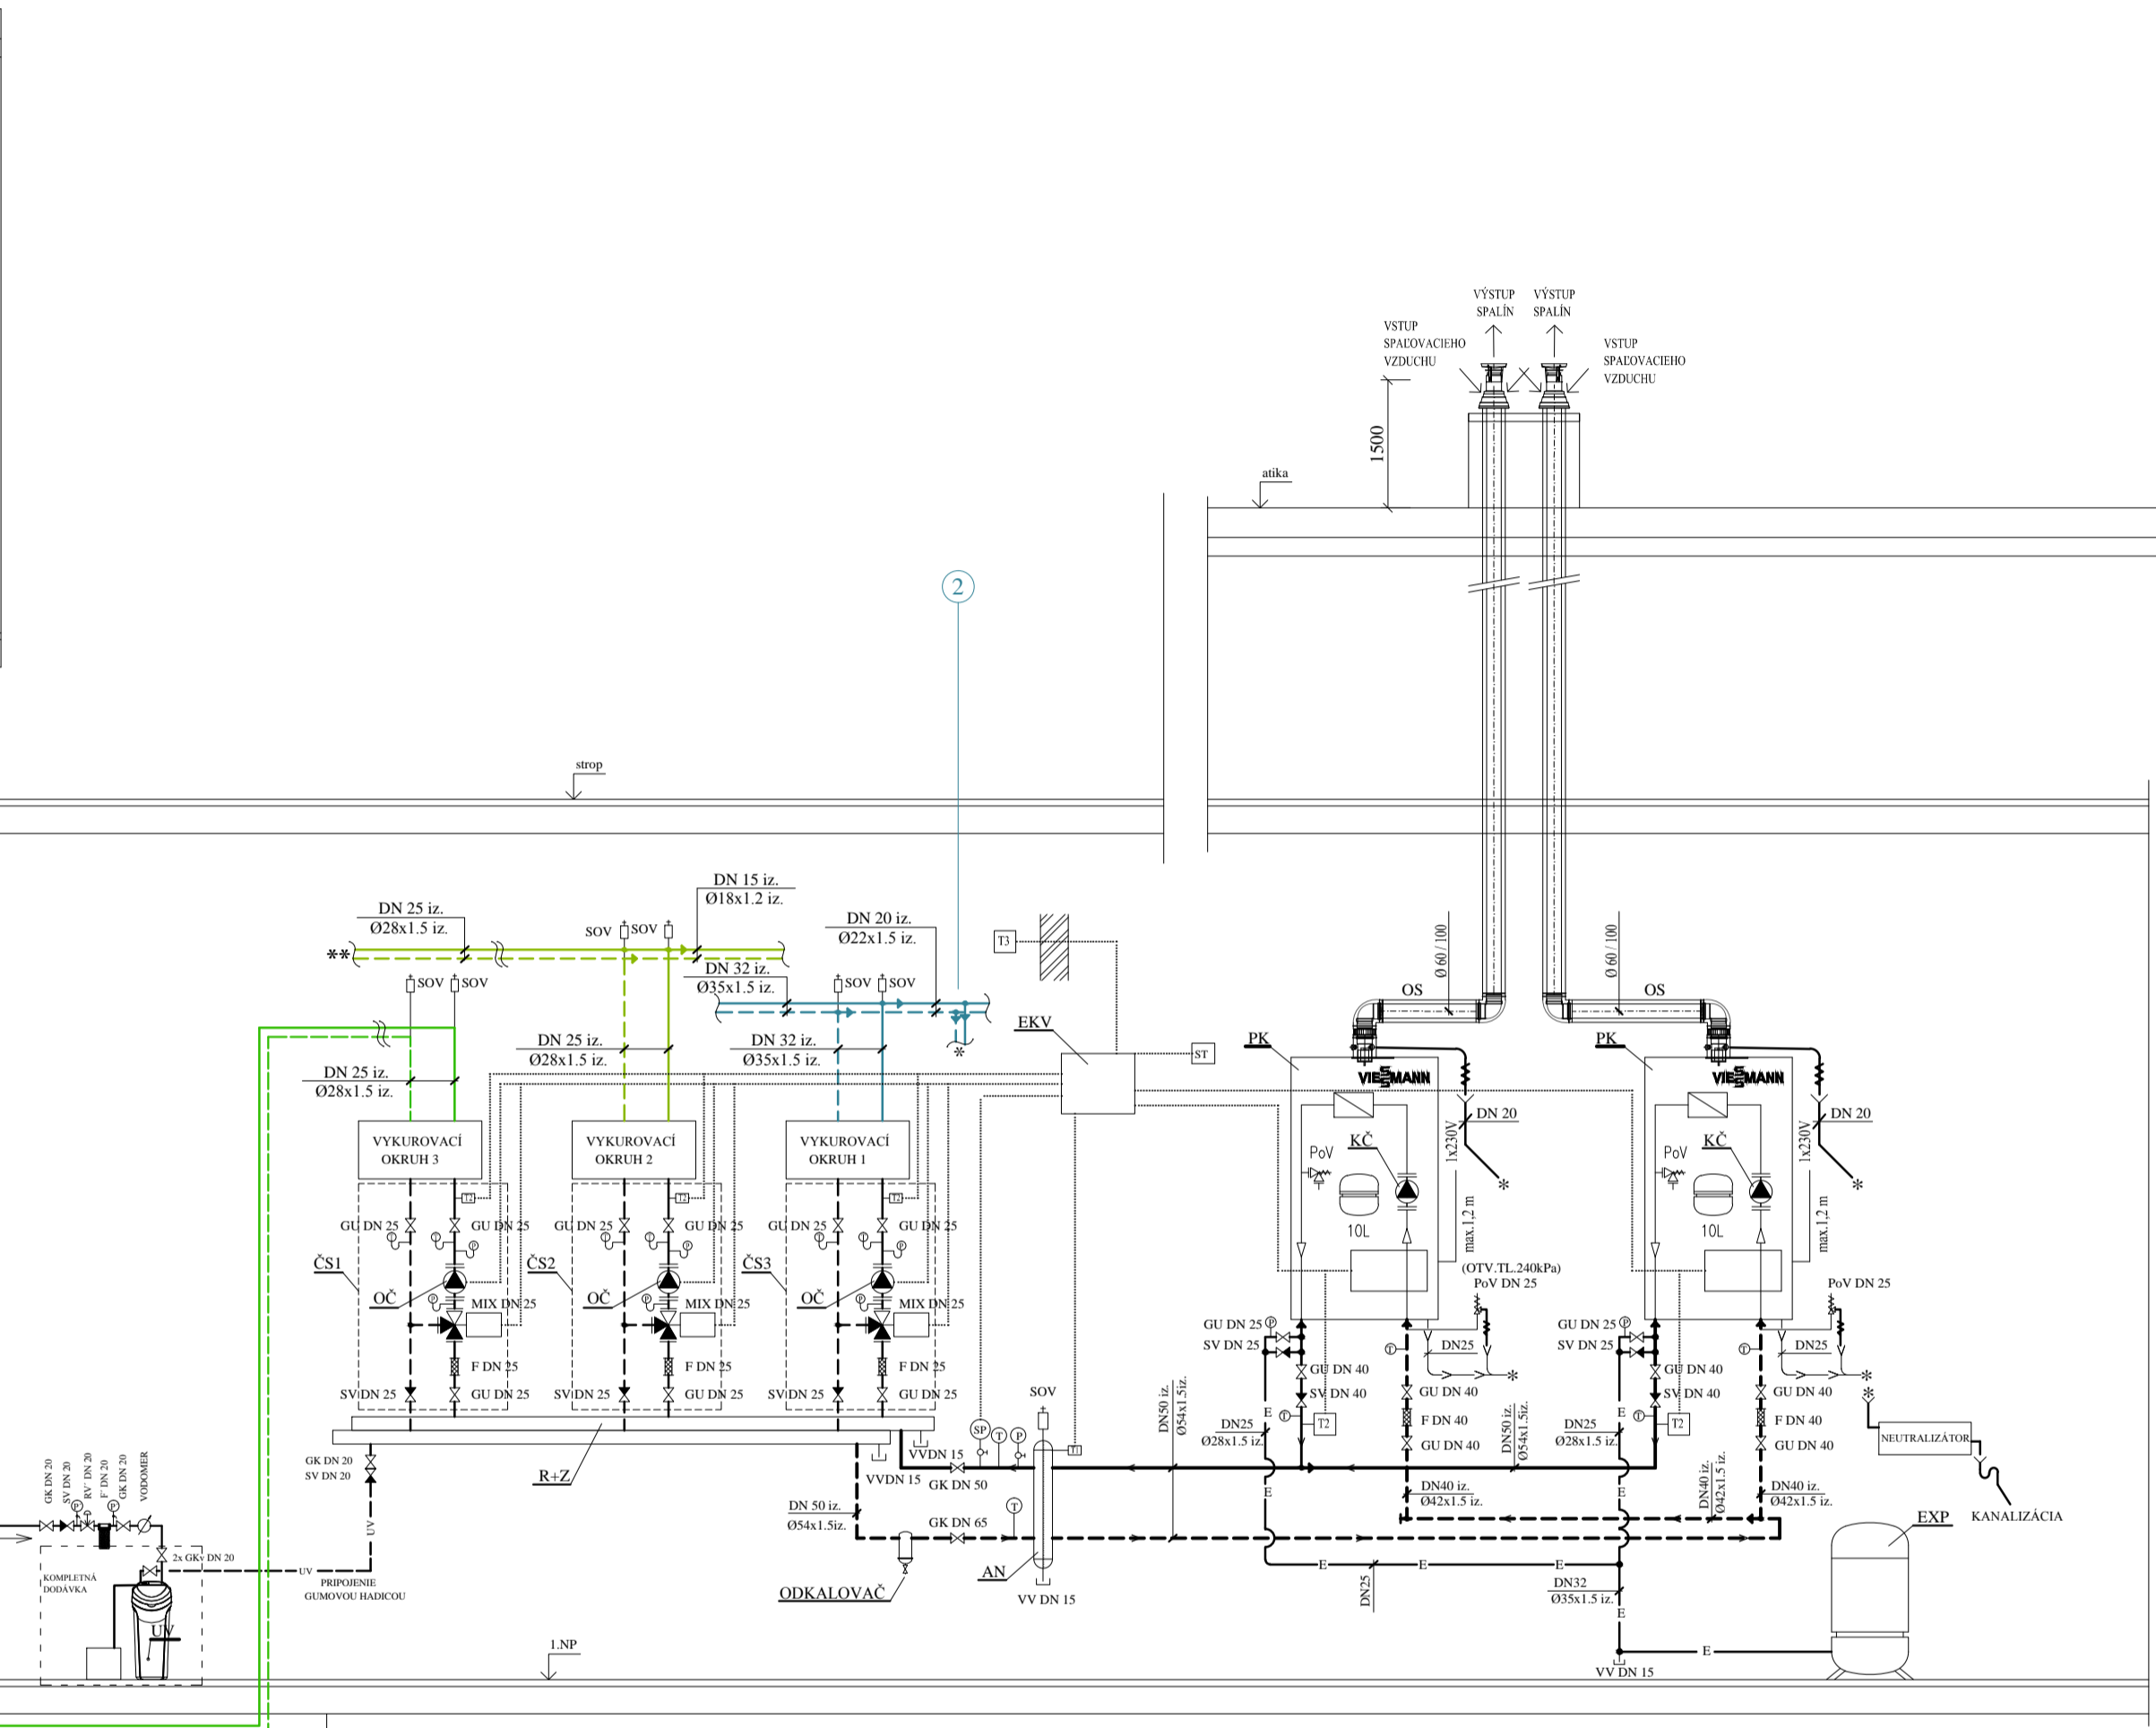 VÝSTUP
SPALÍN
VÝSTUP
SPALÍN
VSTUP
SPAĽOVACIEHO
VZDUCHU
VSTUP
SPAĽOVACIEHO
VZDUCHU
1500
atika
2
strop
DN 15 iz.
Ø18x1.2 iz.
DN 25 iz.
Ø28x1.5 iz.
**
SOV
SOV
DN 20 iz.
Ø22x1.5 iz.
DN 32 iz.
Ø35x1.5 iz.
SOV
SOV
SOV
SOV
T3
Ø 60 / 100
Ø 60 / 100
OS
OS
EKV
ST
*
DN 25 iz.
Ø28x1.5 iz.
DN 32 iz.
Ø35x1.5 iz.
DN 25 iz.
Ø28x1.5 iz.
PK
PK
VIESSMANN
VIESSMANN
VYKUROVACÍ
OKRUH 3
VYKUROVACÍ
OKRUH 2
VYKUROVACÍ
OKRUH 1
KČ
PoV
10L
1x230V
max.1,2 m
DN 20
*
KČ
PoV
10L
1x230V
max.1,2 m
DN 20
*
T2
T2
T2
GU DN 25
GU DN 25
GU DN 25
GU DN 25
GU DN 25
GU DN 25
T
T
P
T
T
P
T
T
P
ČS1
ČS2
ČS3
OČ
OČ
OČ
P
P
P
MIX DN 25
MIX DN 25
MIX DN 25
F DN 25
F DN 25
F DN 25
SV DN 25
GU DN 25
SV DN 25
GU DN 25
SV DN 25
GU DN 25
(OTV.TL.240kPa)
PoV DN 25
PoV DN 25
GU DN 25
P
SV DN 25
GU DN 25
P
SV DN 25
T
DN25
*
T
DN25
*
*
GU DN 40
SV DN 40
GU DN 40
GU DN 40
SV DN 40
GU DN 40
T
T2
F DN 40
GU DN 40
T
T2
F DN 40
GU DN 40
DN25
Ø28x1.5 iz.
DN25
Ø28x1.5 iz.
DN50 iz.
Ø54x1.5iz.
DN50 iz.
Ø54x1.5iz.
NEUTRALIZÁTOR
KANALIZÁCIA
SOV
SP
T
P
T1
VVDN 15
VVDN 15
GK DN 50
R+Z
GK DN 20
SV DN 20
DN40 iz.
Ø42x1.5 iz.
DN40 iz.
Ø42x1.5 iz.
DN40 iz.
Ø42x1.5 iz.
DN 50 iz.
Ø54x1.5iz.
GK DN 65
T
AN
ODKALOVAČ
VV DN 15
E
E
E
E
E
E
E
E
E
E
DN25
DN32
Ø35x1.5 iz.
VV DN 15
EXP
GK DN 20
SV DN 20
RV DN 20
F DN 20
GK DN 20
VODOMER
P
P
2x GKv DN 20
KOMPLETNÁ
DODÁVKA
UV
UV
UV
PRIPOJENIE
GUMOVOU HADICOU
1.NP